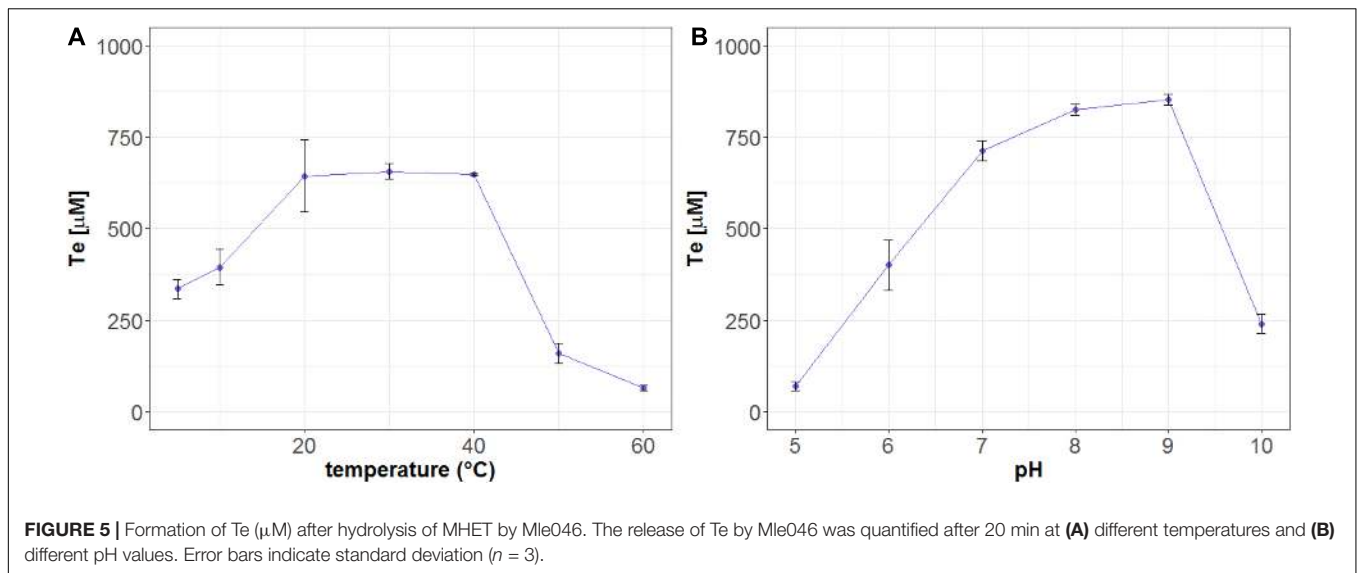 A
1000
750
500
250
0
Te [μM]
20
40
60
temperature (°C)
B
1000
750
500
250
0
Te [μM]
5
6
7
8
9
10
pH
FIGURE 5 | Formation of Te (μM) after hydrolysis of MHET by Mle046. The release of Te by Mle046 was quantified after 20 min at (A) different temperatures and (B)
different pH values. Error bars indicate standard deviation (n = 3).